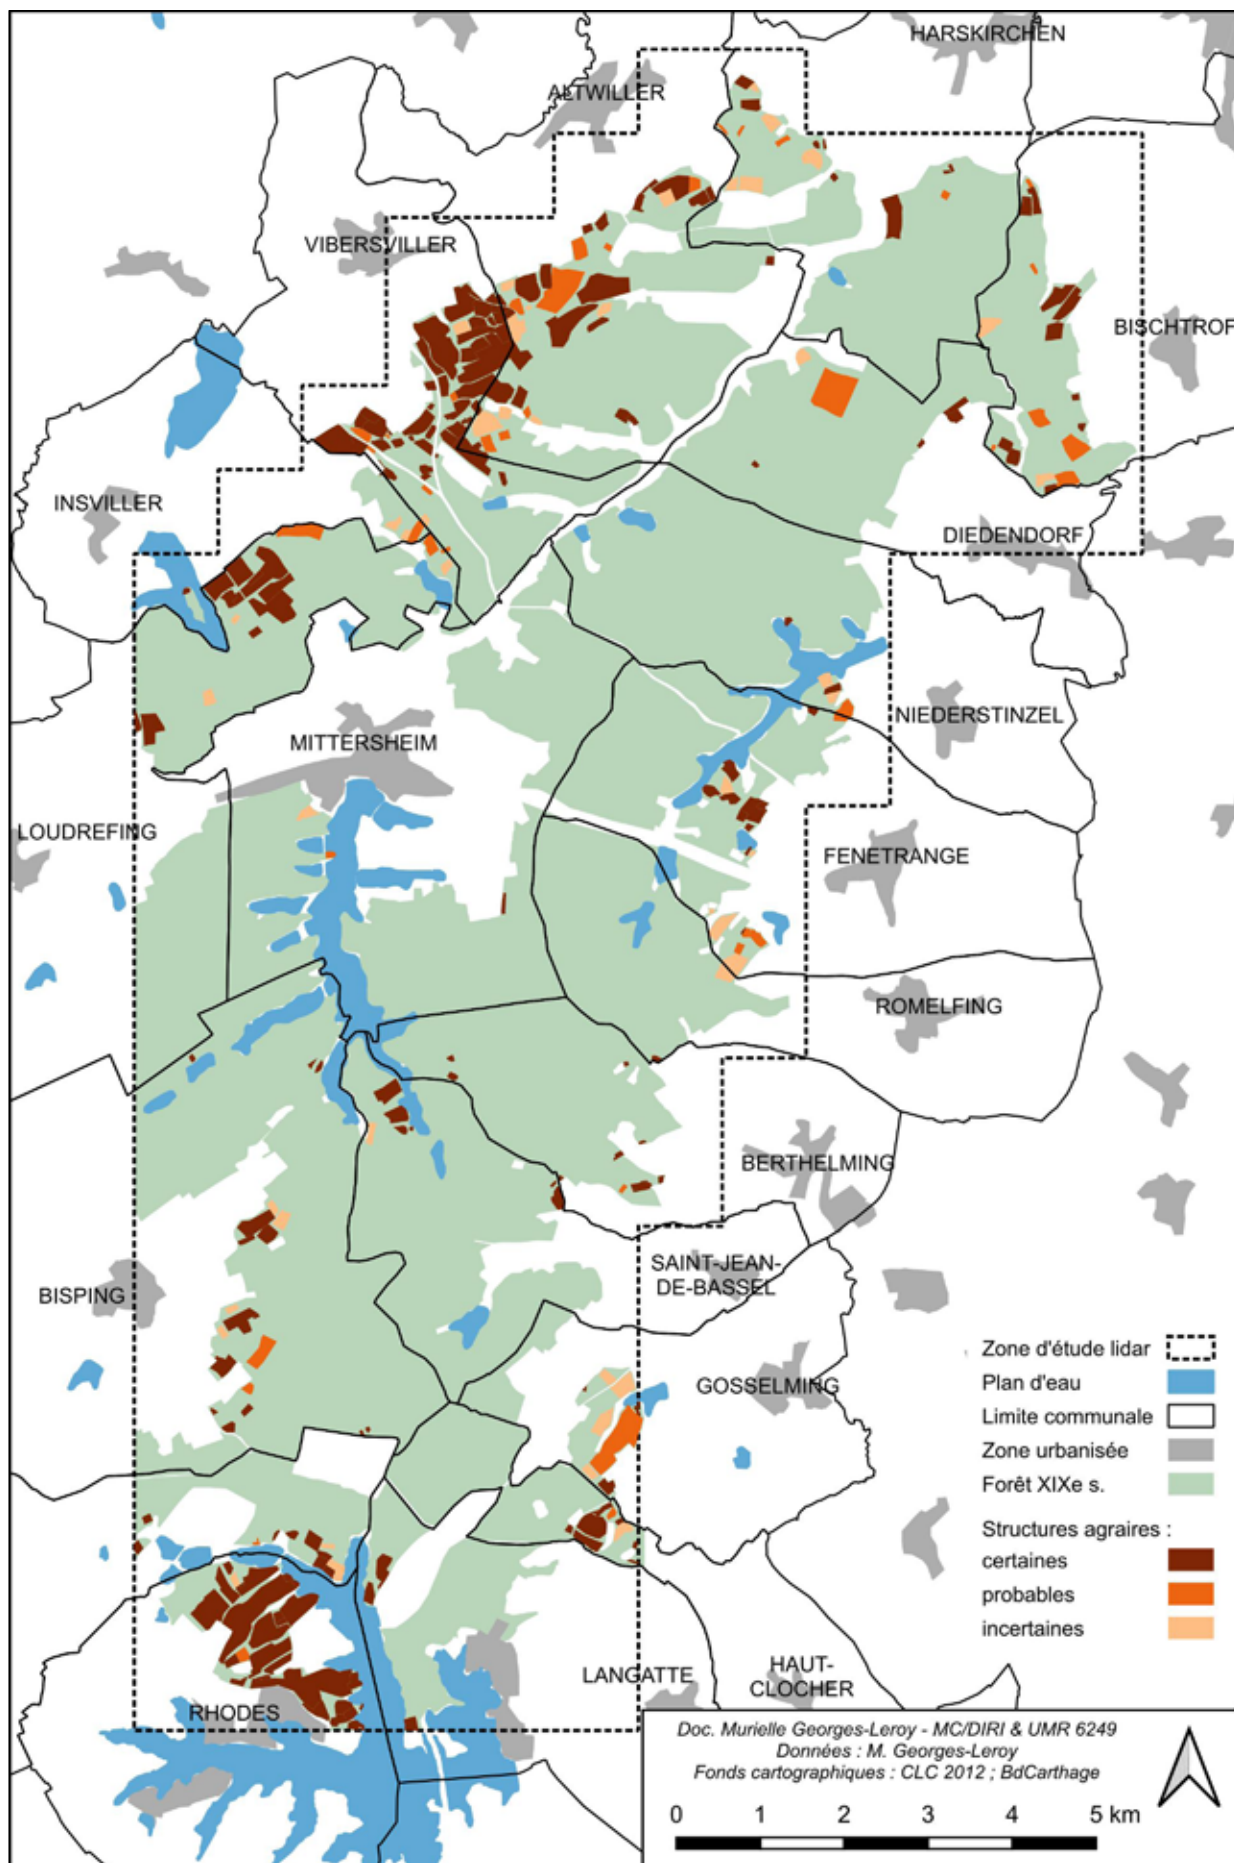 HARSKIRCHEN
ALTWILLER
VIBERSVILLER
BISCHTROF
INSVILLER
DIEDENDORF
NIEDERSTINZEL
MITTERSHEIM
LOUDREFING
FENETRANGE
ROMELFING
BERTHELMING
SAINT-JEAN-
DE-BASSEL
BISPING
GOSSELMING
Zone d'étude lidar
Plan d'eau
Limite communale
Zone urbanisée
Forêt XIXe s.
Structures agraires :
certaines
probables
incertaines
LANGATTE
HAUT-
CLOCHER
RHODES
Doc. Murielle Georges-Leroy - MC/DIRI & UMR 6249
Données : M. Georges-Leroy
Fonds cartographiques : CLC 2012 ; BdCarthage
0 1 2 3 4 5 km